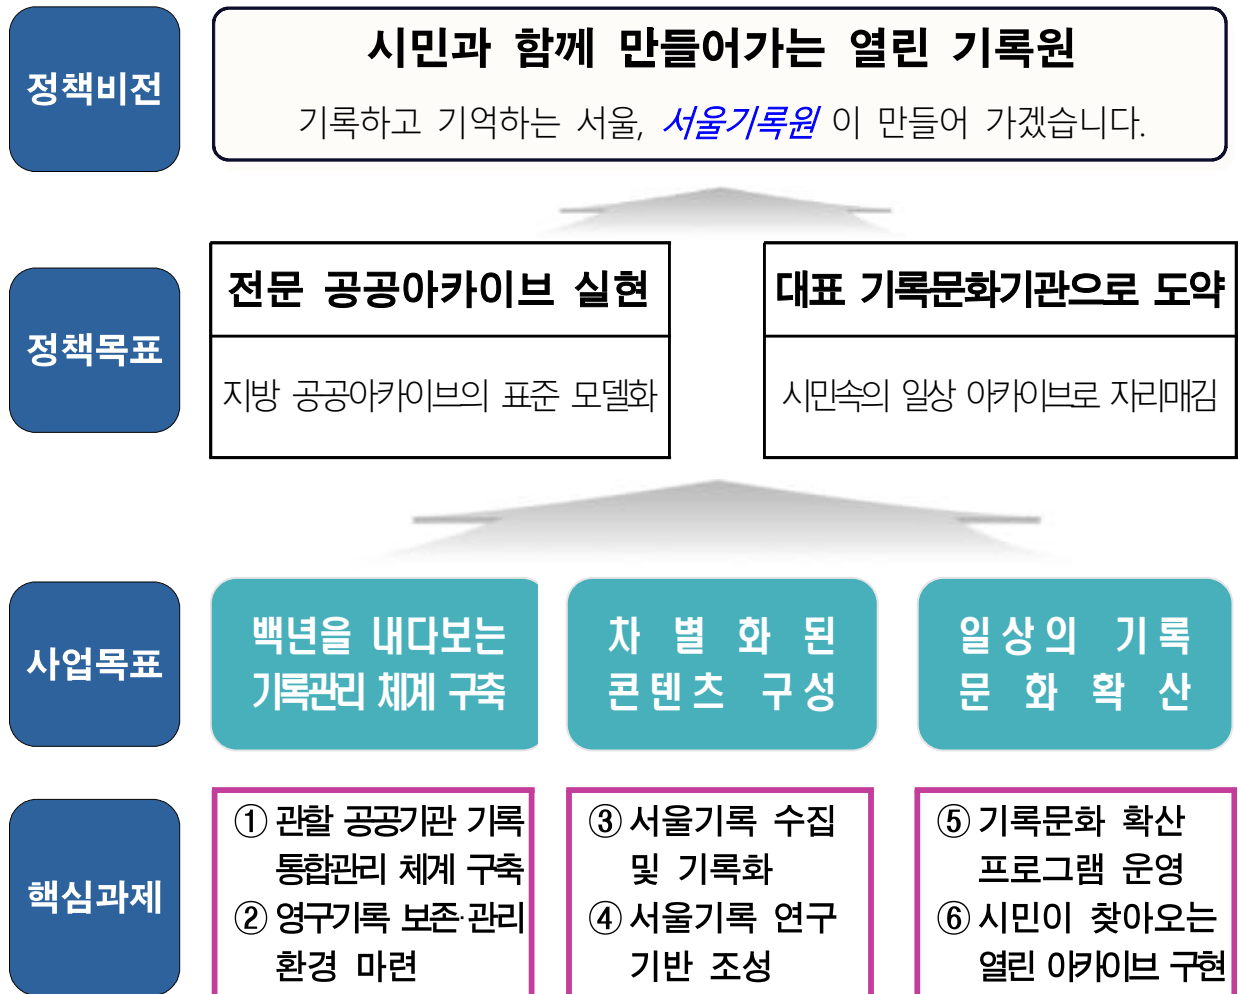 정책비전
시민과 함께 만들어가는 열린 기록원
기록하고 기억하는 서울, 서울기록원 이 만들어 가겠습니다.
정책목표
전문 공공아카이브 실현
지방 공공아카이브의 표준 모델화
대표 기록문화기관으로 도약
시민속의 일상 아카이브로 자리매김
사업목표
백년을 내다보는
기록관리 체계 구축
차 별 화 된
콘텐츠 구성
일상의 기록
문 화 확 산
핵심과제
① 관할 공공기관 기록
통합관리 체계 구축
② 영구기록 보존·관리
환경 마련
③ 서울기록 수집
및 기록화
④ 서울기록 연구
기반 조성
⑤ 기록문화 확산
프로그램 운영
⑥ 시민이 찾아오는
열린 아카이브 구현